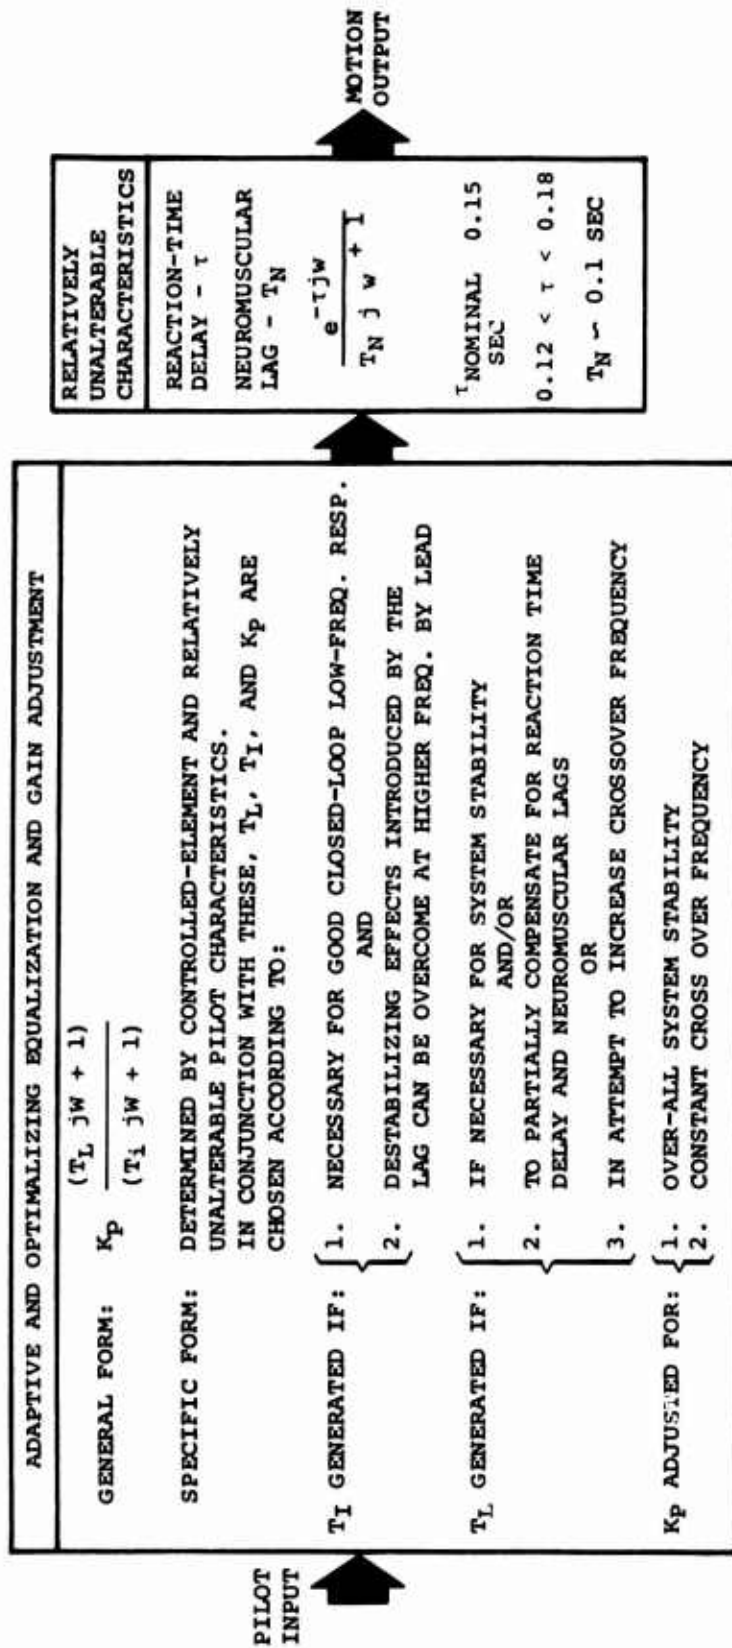 PILOT
INPUT
ADAPTIVE AND OPTIMALIZING EQUALIZATION AND GAIN ADJUSTMENT
GENERAL FORM: Kp (TL jW + 1)
(Ti jW + 1)
SPECIFIC FORM: DETERMINED BY CONTROLLED-ELEMENT AND RELATIVELY
UNALTERABLE PILOT CHARACTERISTICS.
IN CONJUNCTION WITH THESE, TL, TI, AND Kp ARE
CHOSEN ACCORDING TO:
TI GENERATED IF: 1. NECESSARY FOR GOOD CLOSED-LOOP LOW-FREQ. RESP.
AND
2. DESTABILIZING EFFECTS INTRODUCED BY THE
LAG CAN BE OVERCOME AT HIGHER FREQ. BY LEAD
TL GENERATED IF: 1. IF NECESSARY FOR SYSTEM STABILITY
AND/OR
2. TO PARTIALLY COMPENSATE FOR REACTION TIME
DELAY AND NEUROMUSCULAR LAGS
OR
3. IN ATTEMPT TO INCREASE CROSSOVER FREQUENCY
Kp ADJUSTED FOR: 1. OVER-ALL SYSTEM STABILITY
2. CONSTANT CROSS OVER FREQUENCY
RELATIVELY
UNALTERABLE
CHARACTERISTICS
REACTION-TIME
DELAY - τ
NEUROMUSCULAR
LAG - TN
e-τjw
TN j w + I
τNOMINAL 0.15
SEC
0.12 < τ < 0.18
TN ~ 0.1 SEC
MOTION
OUTPUT